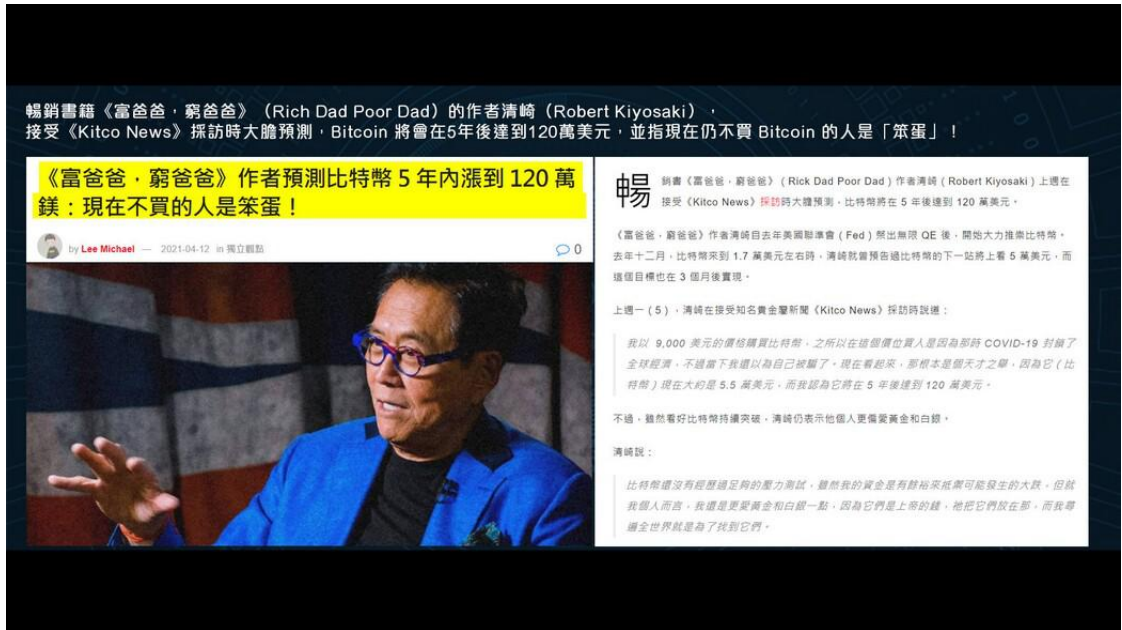 暢銷書籍《富爸爸，窮爸爸》（Rich Dad Poor Dad）的作者清崎（Robert Kiyosaki），
接受《Kitco News》採訪時大膽預測，Bitcoin 將會在5年後達到120萬美元，並指現在仍不買 Bitcoin 的人是「笨蛋」！
《富爸爸，窮爸爸》作者預測比特幣 5 年內漲到 120 萬
鎂：現在不買的人是笨蛋！
by Lee Michael — 2021-04-12 in 獨立觀點
0
暢銷書《富爸爸，窮爸爸》（Rick Dad Poor Dad）作者清崎（Robert Kiyosaki）上週在
接受《Kitco News》採訪時大膽預測，比特幣將在 5 年後達到 120 萬美元。
《富爸爸，窮爸爸》作者清崎自去年美國聯準會（Fed）祭出無限 QE 後，開始大力推崇比特幣。
去年十二月，比特幣來到 1.7 萬美元左右時，清崎就曾預告過比特幣的下一站將上看 5 萬美元，而
這個目標也在 3 個月後實現。
上週一（5），清崎在接受知名貴金屬新聞《Kitco News》採訪時說道：
我以 9,000 美元的價格購買比特幣，之所以在這個價位買入是因為那時 COVID-19 封鎖了
全球經濟，不過當下我還以為自己被騙了。現在看起來，那根本是個天才之舉，因為它（比
特幣）現在大約是 5.5 萬美元，而我認為它將在 5 年後達到 120 萬美元。
不過，雖然看好比特幣持續突破，清崎仍表示他個人更偏愛黃金和白銀。
清崎說：
比特幣還沒有經歷過足夠的壓力測試，雖然我的資金是有餘裕來抵禦可能發生的大跌，但就
我個人而言，我還是更愛黃金和白銀一點，因為它們是上帝的錢，祂把它們放在那，而我尋
遍全世界就是為了找到它們。